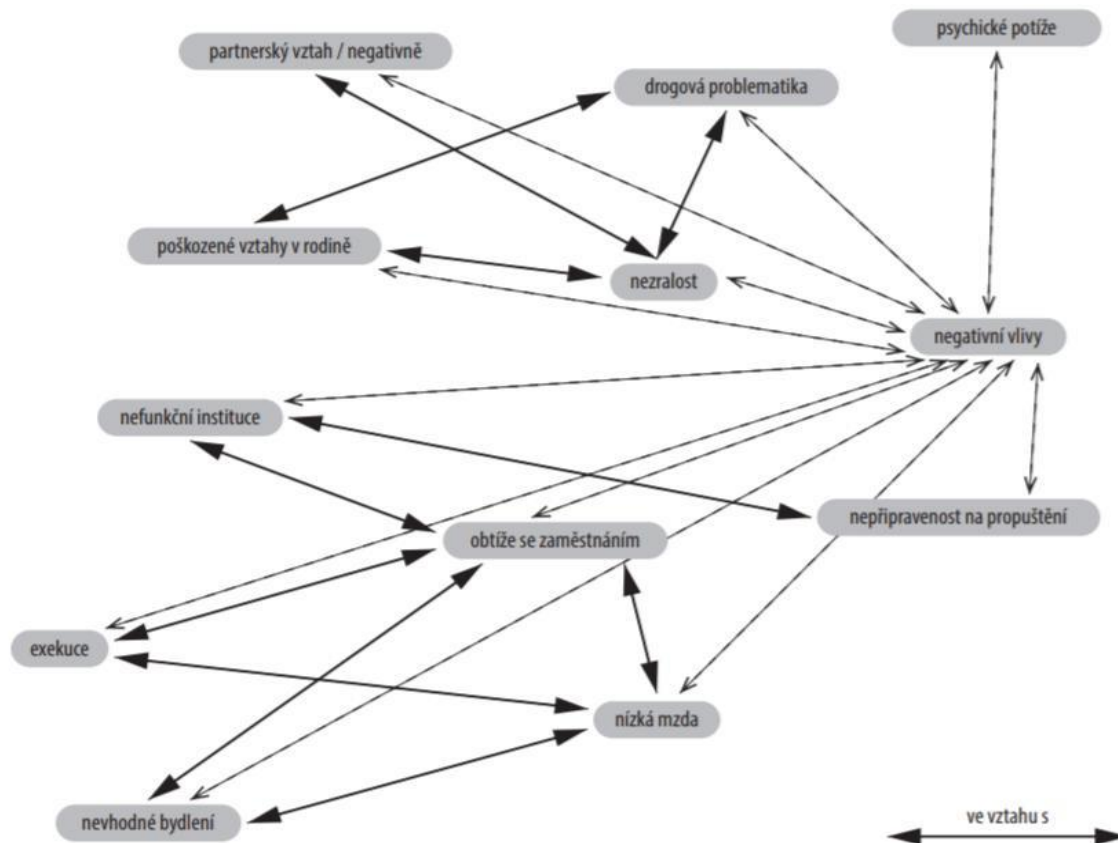 psychické potíže
partnerský vztah / negativně
drogová problematika
poškozené vztahy v rodině
nezralost
negativní vlivy
nefunkční instituce
nepřipravenost na propuštění
obtíže se zaměstnáním
exekuce
nízká mzda
nevhodné bydlení
ve vztahu s